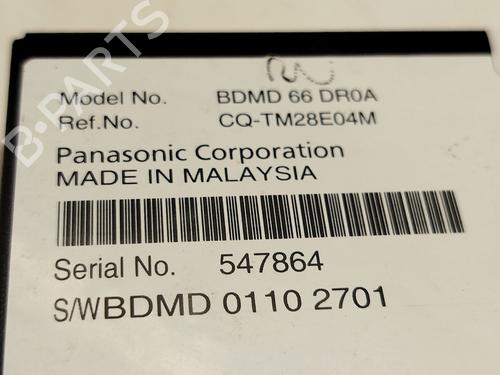 Model No. BDMD 66 DR0A
Ref.No. CQ-TM28E04M
Panasonic Corporation
MADE IN MALAYSIA
Serial No. 547864
S/WBDMD 0110 2701
B-PARTS